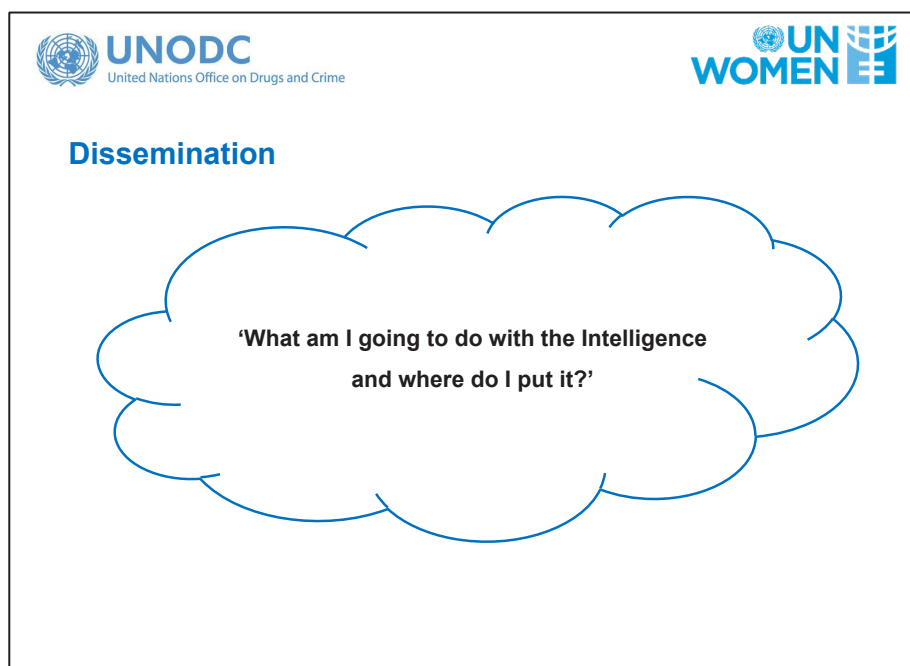 UNODC
United Nations Office on Drugs and Crime
UN
WOMEN
Dissemination
‘What am I going to do with the Intelligence
and where do I put it?’